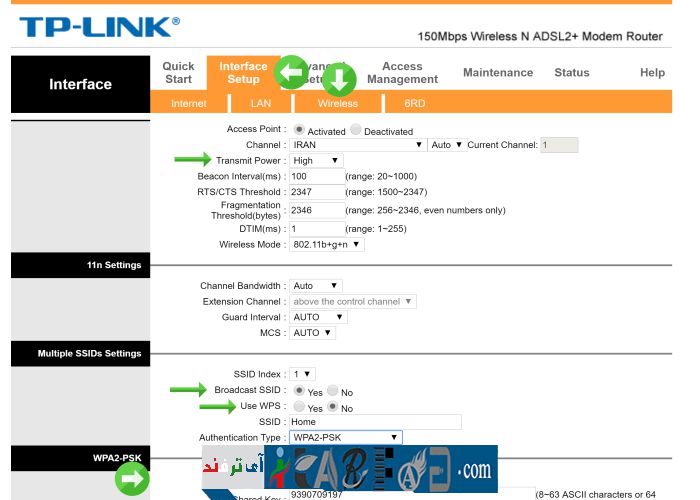 TP-LINK®
150Mbps Wireless N ADSL2+ Modem Router
Interface
Quick Start
Interface Setup
Access Management
Maintenance
Status
Help
Internet
LAN
Wireless
6RD
Access Point : Activated Deactivated
Channel : IRAN Auto Current Channel: 1
Transmit Power : High
Beacon Interval(ms) : 100 (range: 20~1000)
RTS/CTS Threshold : 2347 (range: 1500~2347)
Fragmentation
Threshold(bytes) : 2346 (range: 256~2346, even numbers only)
DTIM(ms) : 1 (range: 1~255)
Wireless Mode : 802.11b+g+n
11n Settings
Channel Bandwidth : Auto
Extension Channel : above the control channel
Guard Interval : AUTO
MCS : AUTO
Multiple SSIDs Settings
SSID Index : 1
Broadcast SSID : Yes No
Use WPS : Yes No
SSID : Home
Authentication Type : WPA2-PSK
WPA2-PSK
آی ترفند
.com
Shared Key : 9390709197 (8~63 ASCII characters or 64